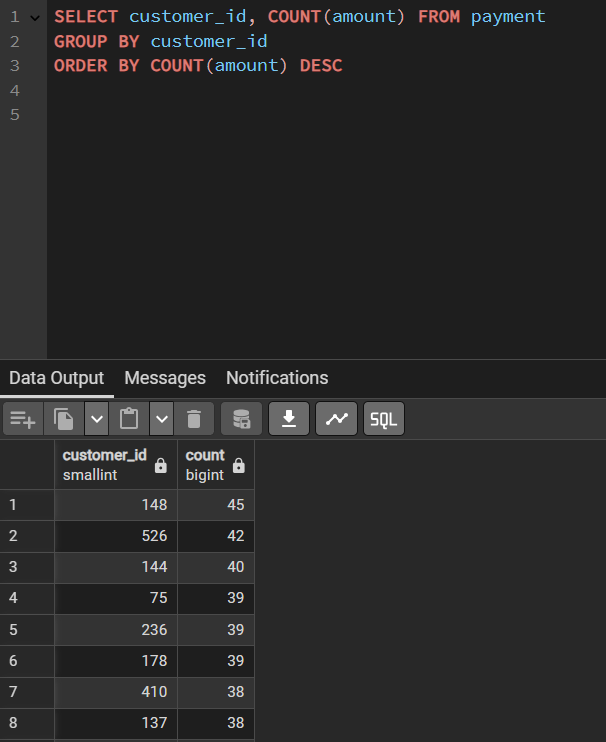 1 SELECT customer_id, COUNT(amount) FROM payment
2 GROUP BY customer_id
3 ORDER BY COUNT(amount) DESC
4
5
Data Output Messages Notifications
SQL
customer_id count
smallint bigint
1 148 45
2 526 42
3 144 40
4 75 39
5 236 39
6 178 39
7 410 38
8 137 38